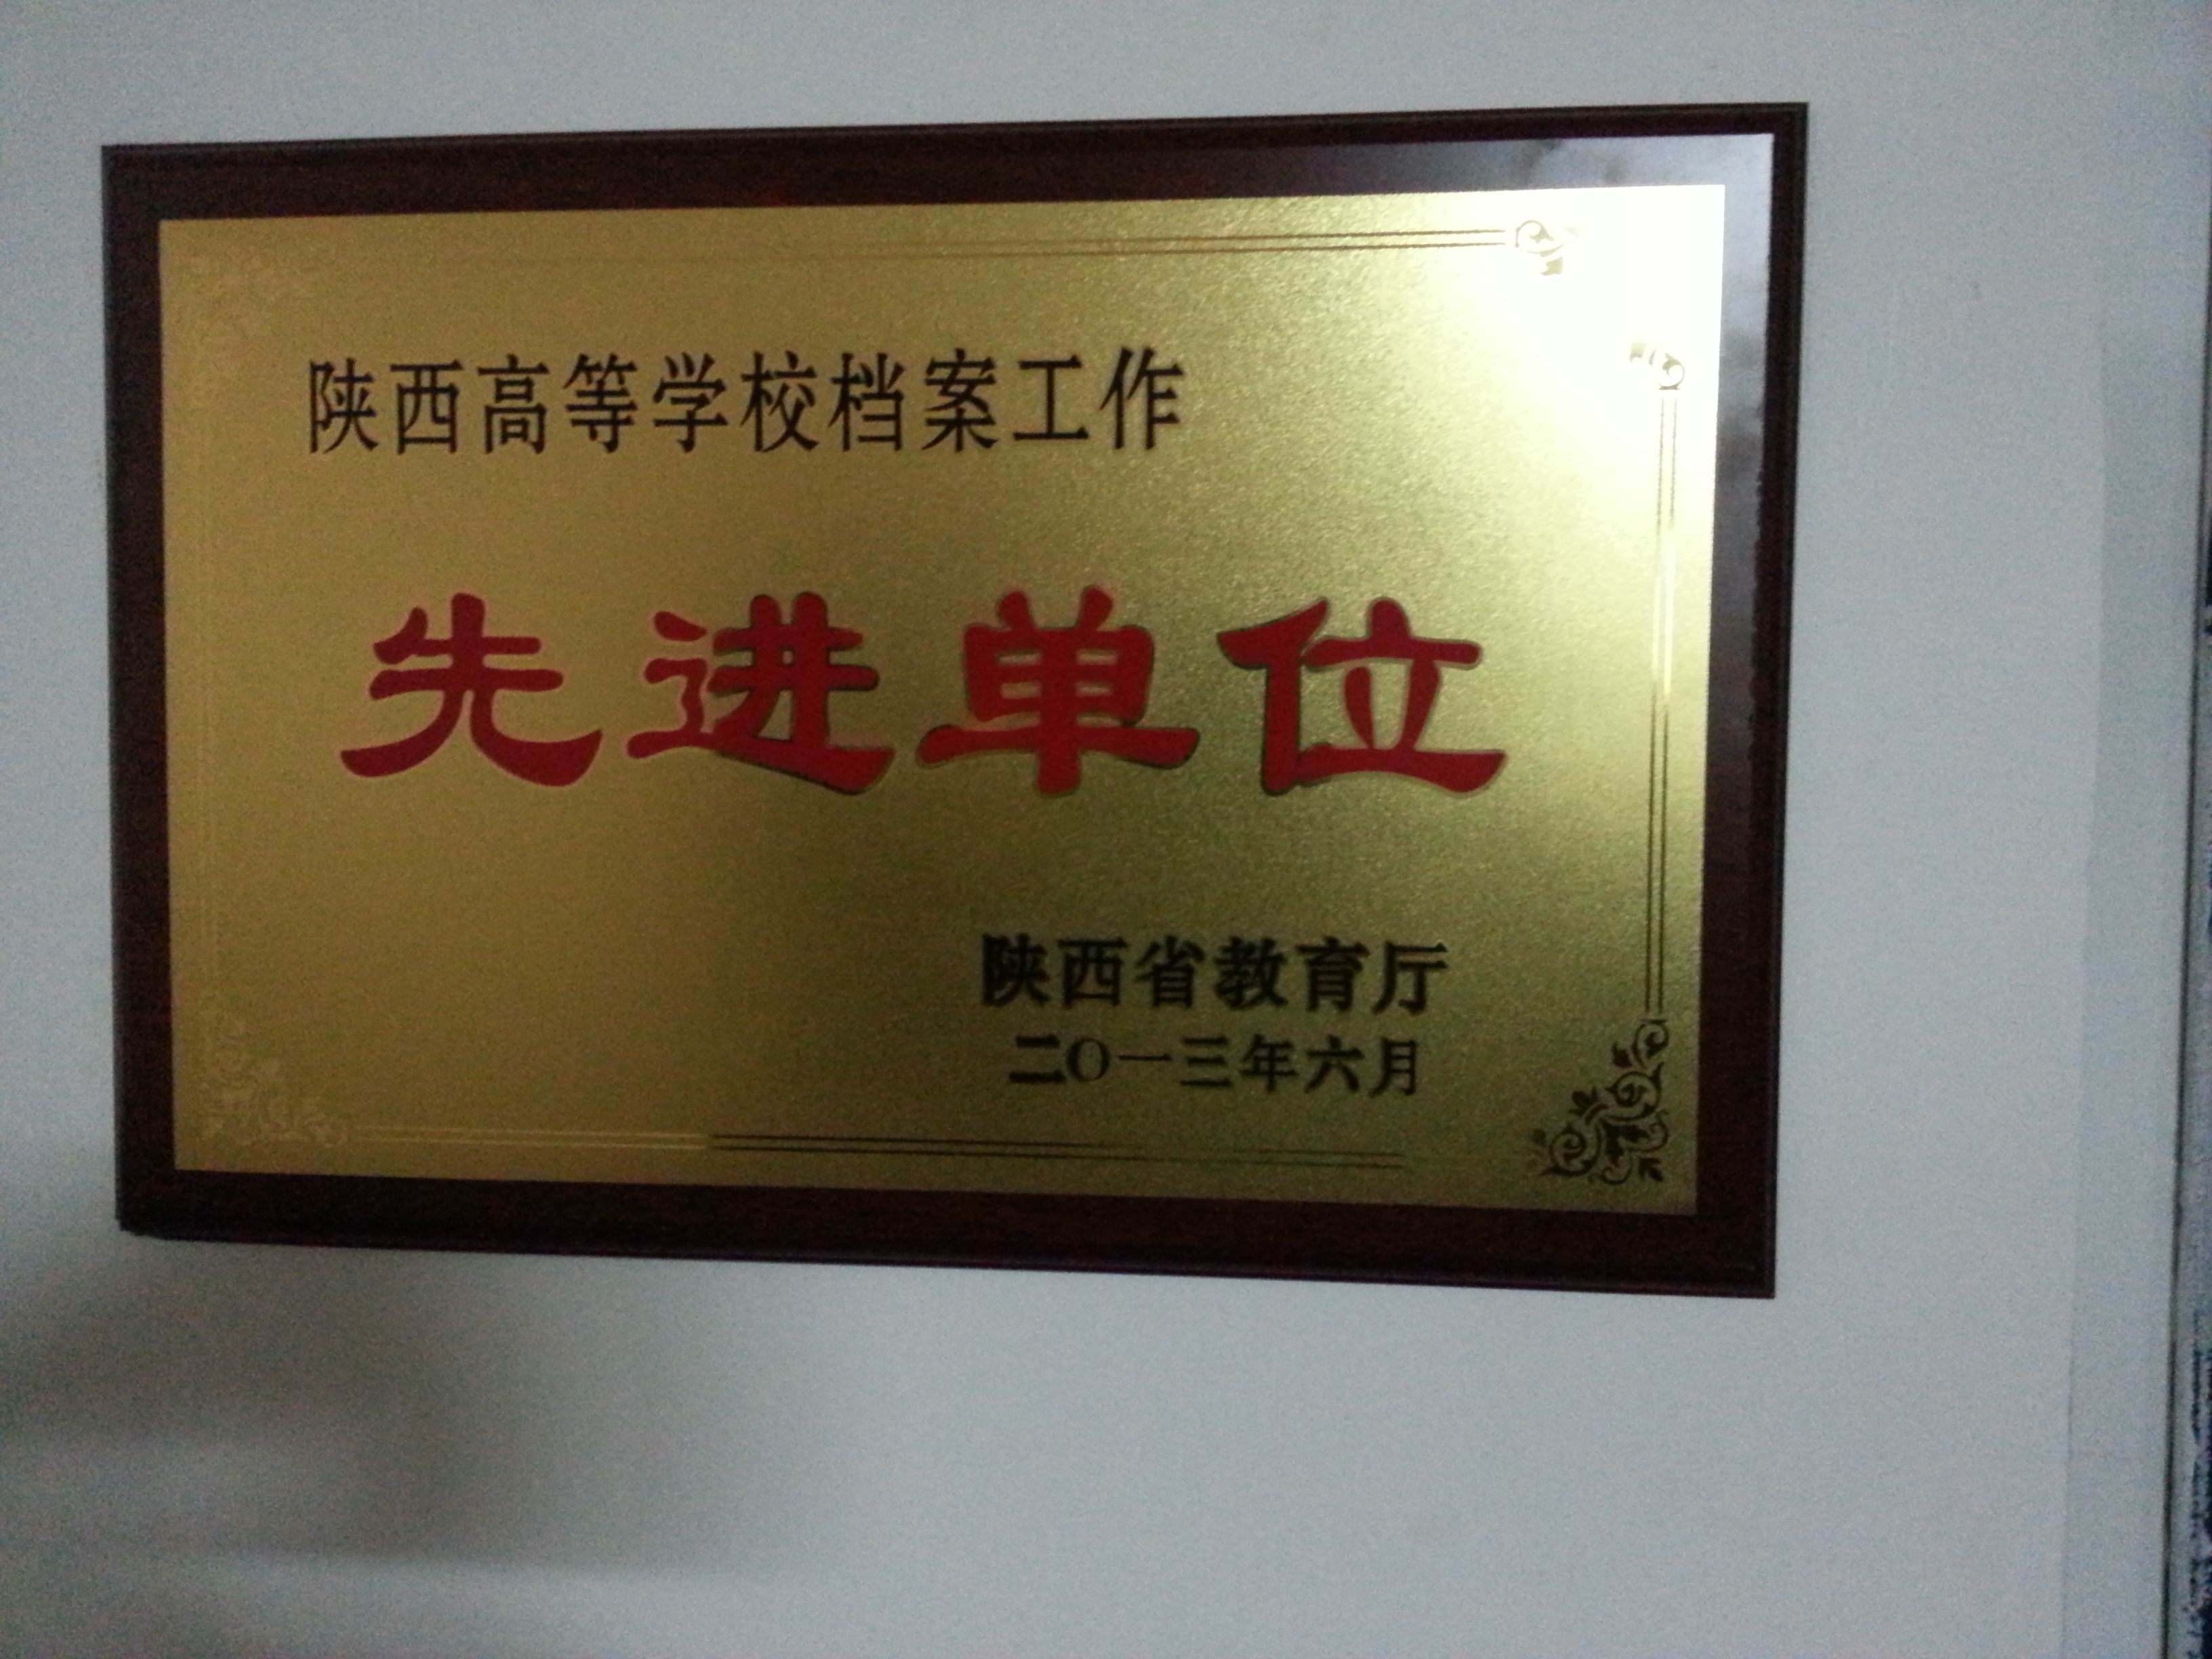 陕西高等学校档案工作
先进单位
陕西省教育厅
二〇一三年六月